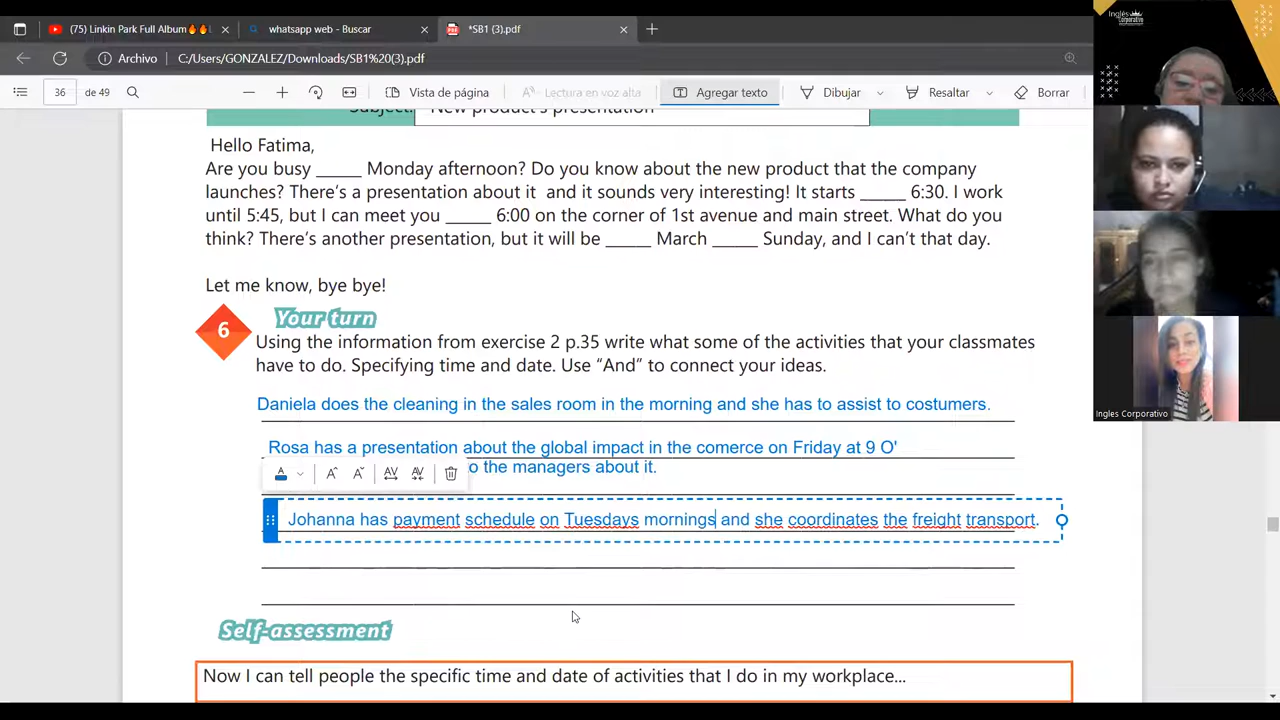 (75) Linkin Park Full Album🔥🔥 whatsapp web - Buscar *SB1 (3).pdf
Archivo C:/Users/GONZALEZ/Downloads/SB1%20(3).pdf
36 de 49 Vista de página Lectura en voz alta Agregar texto Dibujar Resaltar Borrar
Subject: New product's presentation
Hello Fatima,
Are you busy _____ Monday afternoon? Do you know about the new product that the company
launches? There's a presentation about it and it sounds very interesting! It starts _____ 6:30. I work
until 5:45, but I can meet you _____ 6:00 on the corner of 1st avenue and main street. What do you
think? There's another presentation, but it will be _____ March _____ Sunday, and I can't that day.
Let me know, bye bye!
6 Your turn
Using the information from exercise 2 p.35 write what some of the activities that your classmates
have to do. Specifying time and date. Use “And” to connect your ideas.
Daniela does the cleaning in the sales room in the morning and she has to assist to costumers.
Rosa has a presentation about the global impact in the comerce on Friday at 9 O'
o the managers about it.
Johanna has payment schedule on Tuesdays mornings and she coordinates the freight transport.
Self-assessment
Now I can tell people the specific time and date of activities that I do in my workplace...
Inglés
Corporativo
Ingles Corporativo